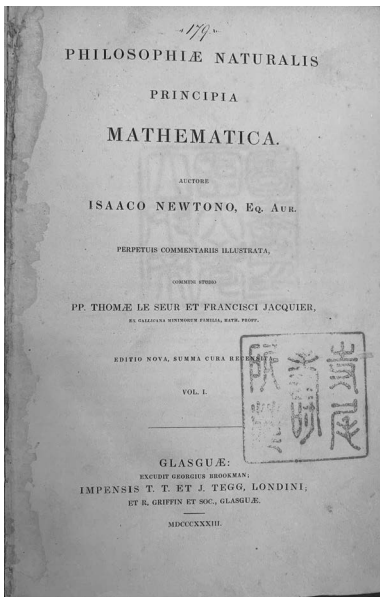 179
PHILOSOPHIÆ NATURALIS
PRINCIPIA
MATHEMATICA.
AUCTORE
ISAACO NEWTONO, EQ. AUR.
PERPETUIS COMMENTARIIS ILLUSTRATA,
COMMUNI STUDIO
PP. THOMÆ LE SEUR ET FRANCISCI JACQUIER,
EX GALLICANA MINIMORUM FAMILIA, MATH. PROFF.
EDITIO NOVA, SUMMA CURA RECENSITA.
VOL. I.
GLASGUÆ:
EXCUDIT GEORGIUS BROOKMAN;
IMPENSIS T. T. ET J. TEGG, LONDINI;
ET R. GRIFFIN ET SOC., GLASGUÆ.
MDCCCXXXIII.